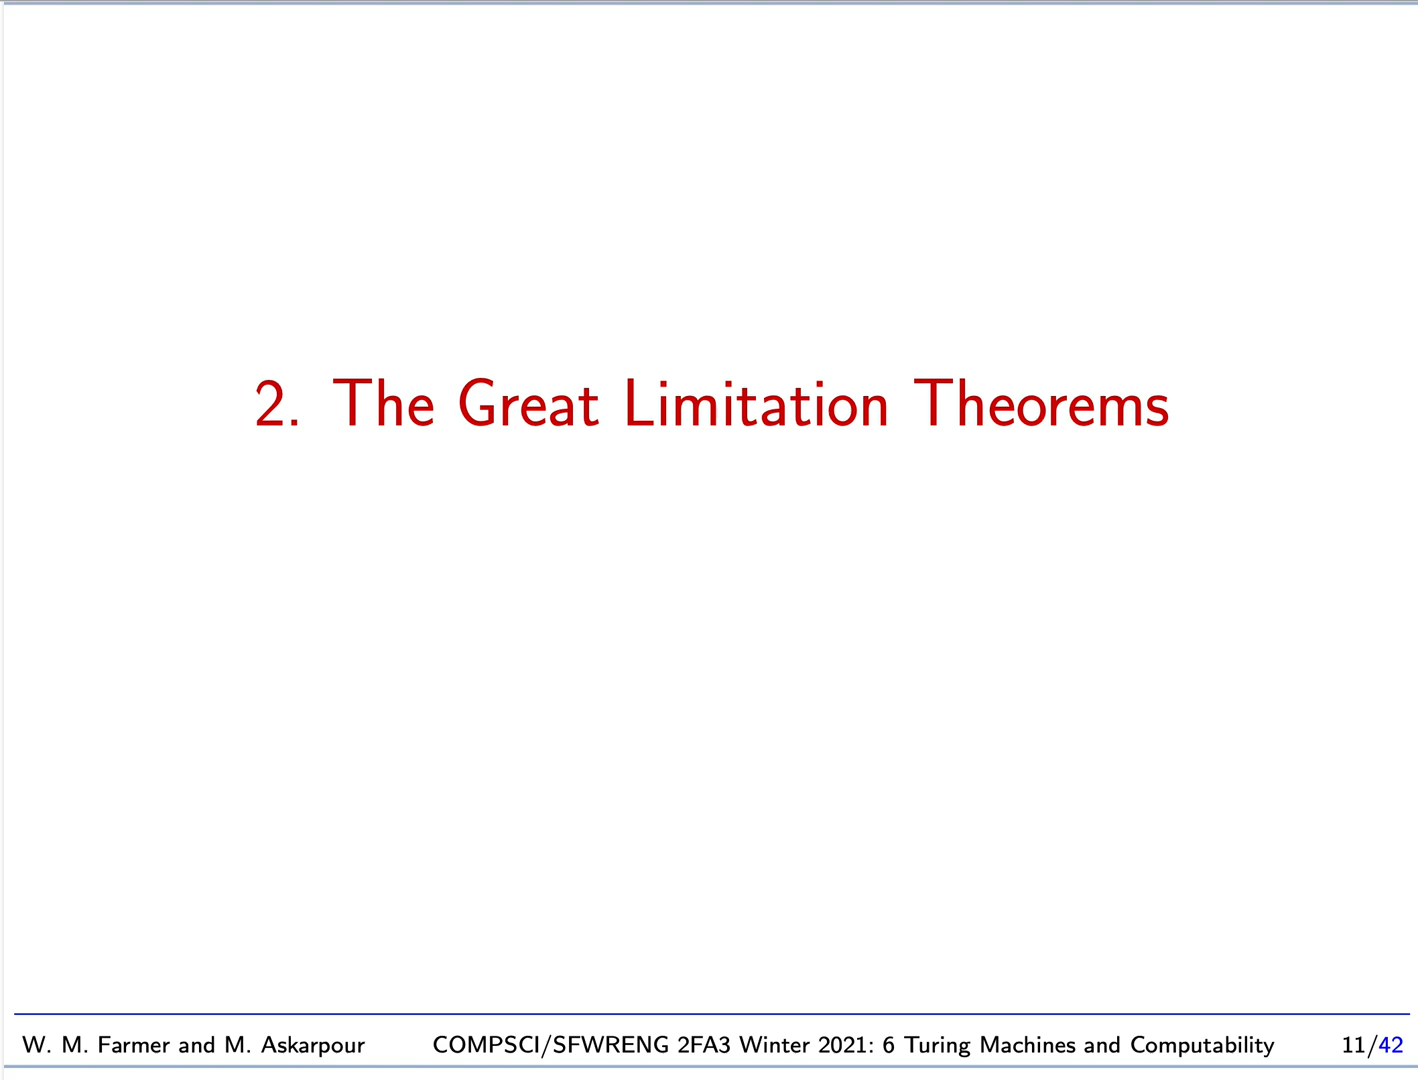 2. The Great Limitation Theorems
W. M. Farmer and M. Askarpour COMPSCI/SFWRENG 2FA3 Winter 2021: 6 Turing Machines and Computability 11/42